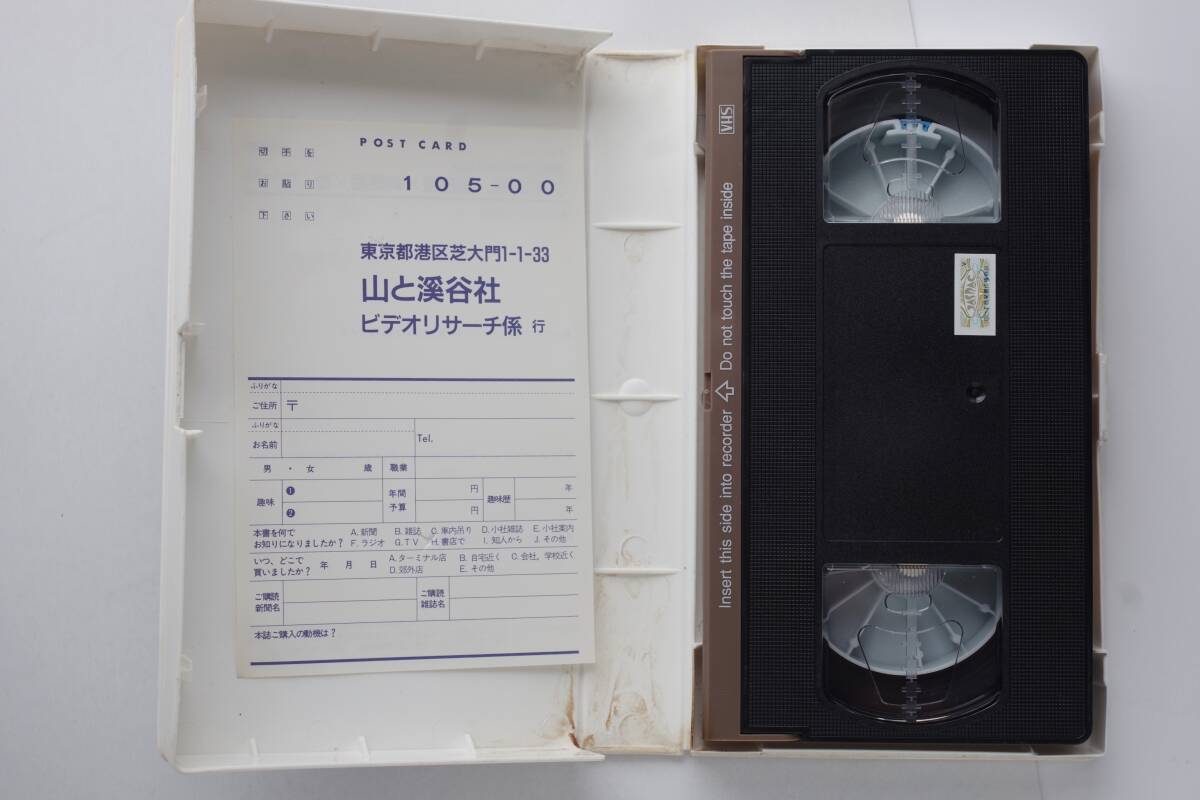 POST CARD
切手を
お貼り
下さい
105-00
東京都港区芝大門1-1-33
山と溪谷社
ビデオリサーチ係 行
ふりがな
ご住所 〒
ふりがな
お名前
Tel.
男 ・ 女 歳 職業
趣味 ❶ ❷
年間予算 円 円
趣味歴 年 年
本書を何で A.新聞 B.雑誌 C.車内吊り D.小社雑誌 E.小社案内
お知りになりましたか? F.ラジオ G.TV H.書店で I.知人から J.その他
いつ、どこで 年 月 日 A.ターミナル店 B.自宅近く C.会社、学校近く
買いましたか? D.郊外店 E.その他
ご購読新聞名
ご購読雑誌名
本誌ご購入の動機は?
VHS
Insert this side into recorder Do not touch the tape inside